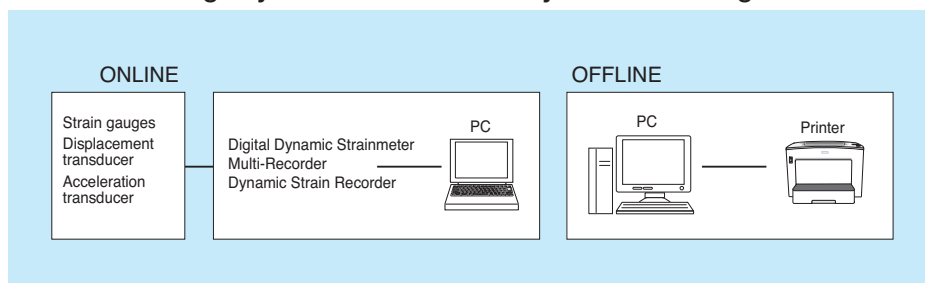 ONLINE
Strain gauges
Displacement
transducer
Acceleration
transducer
Digital Dynamic Strainmeter
Multi-Recorder
Dynamic Strain Recorder
PC
OFFLINE
PC
Printer